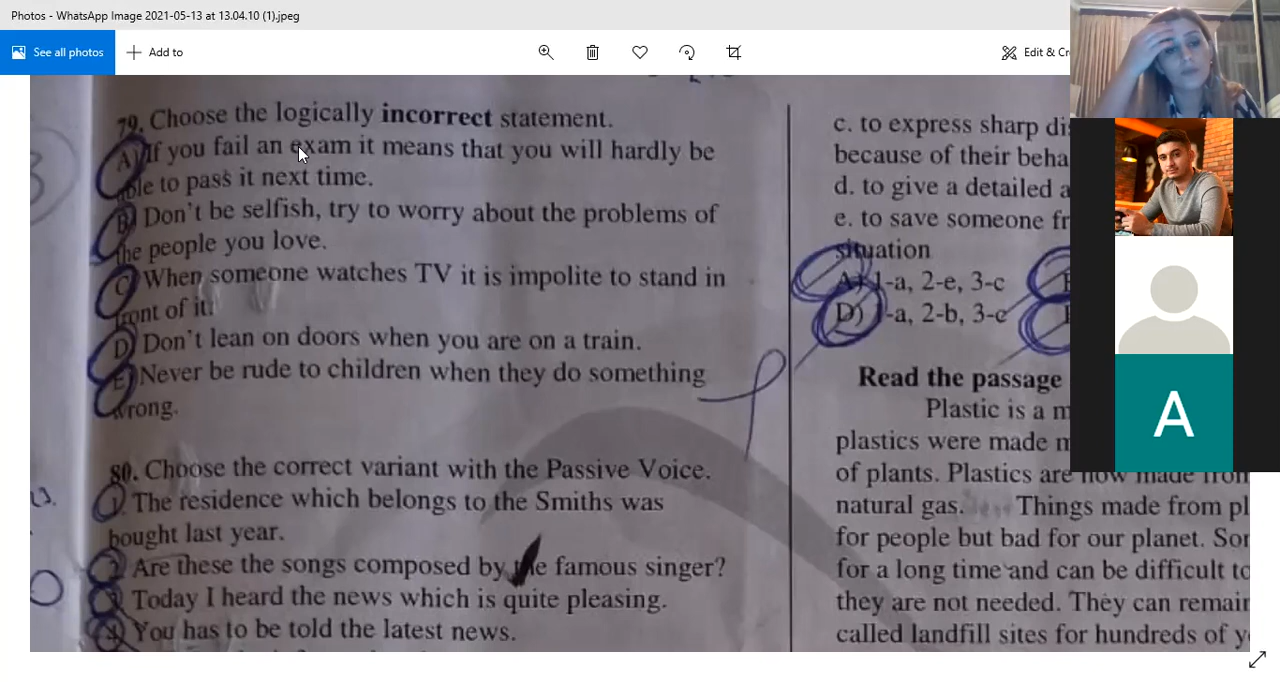 Photos - WhatsApp Image 2021-05-13 at 13.04.10 (1).jpeg
See all photos
Add to
Edit & Cr
79. Choose the logically incorrect statement.
A) If you fail an exam it means that you will hardly be
able to pass it next time.
B) Don't be selfish, try to worry about the problems of
the people you love.
C) When someone watches TV it is impolite to stand in
front of it.
D) Don't lean on doors when you are on a train.
E) Never be rude to children when they do something
wrong.
80. Choose the correct variant with the Passive Voice.
1. The residence which belongs to the Smiths was
bought last year.
2. Are these the songs composed by the famous singer?
3. Today I heard the news which is quite pleasing.
4. You has to be told the latest news.
c. to express sharp di
because of their beha
d. to give a detailed a
e. to save someone fr
situation
A) 1-a, 2-e, 3-c
D) 1-a, 2-b, 3-c
Read the passage
Plastic is a m
plastics were made m
of plants. Plastics are now made from
natural gas. Things made from pl
for people but bad for our planet. Sor
for a long time and can be difficult to
they are not needed. They can remain
called landfill sites for hundreds of y
A